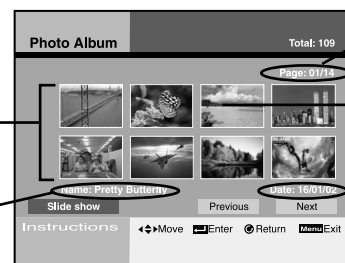 Photo Album
Total: 109
Page: 01/14
Name: Pretty Butterfly
Date: 16/01/02
Slide show
Previous
Next
Instructions
Move
Enter
Return
Menu Exit